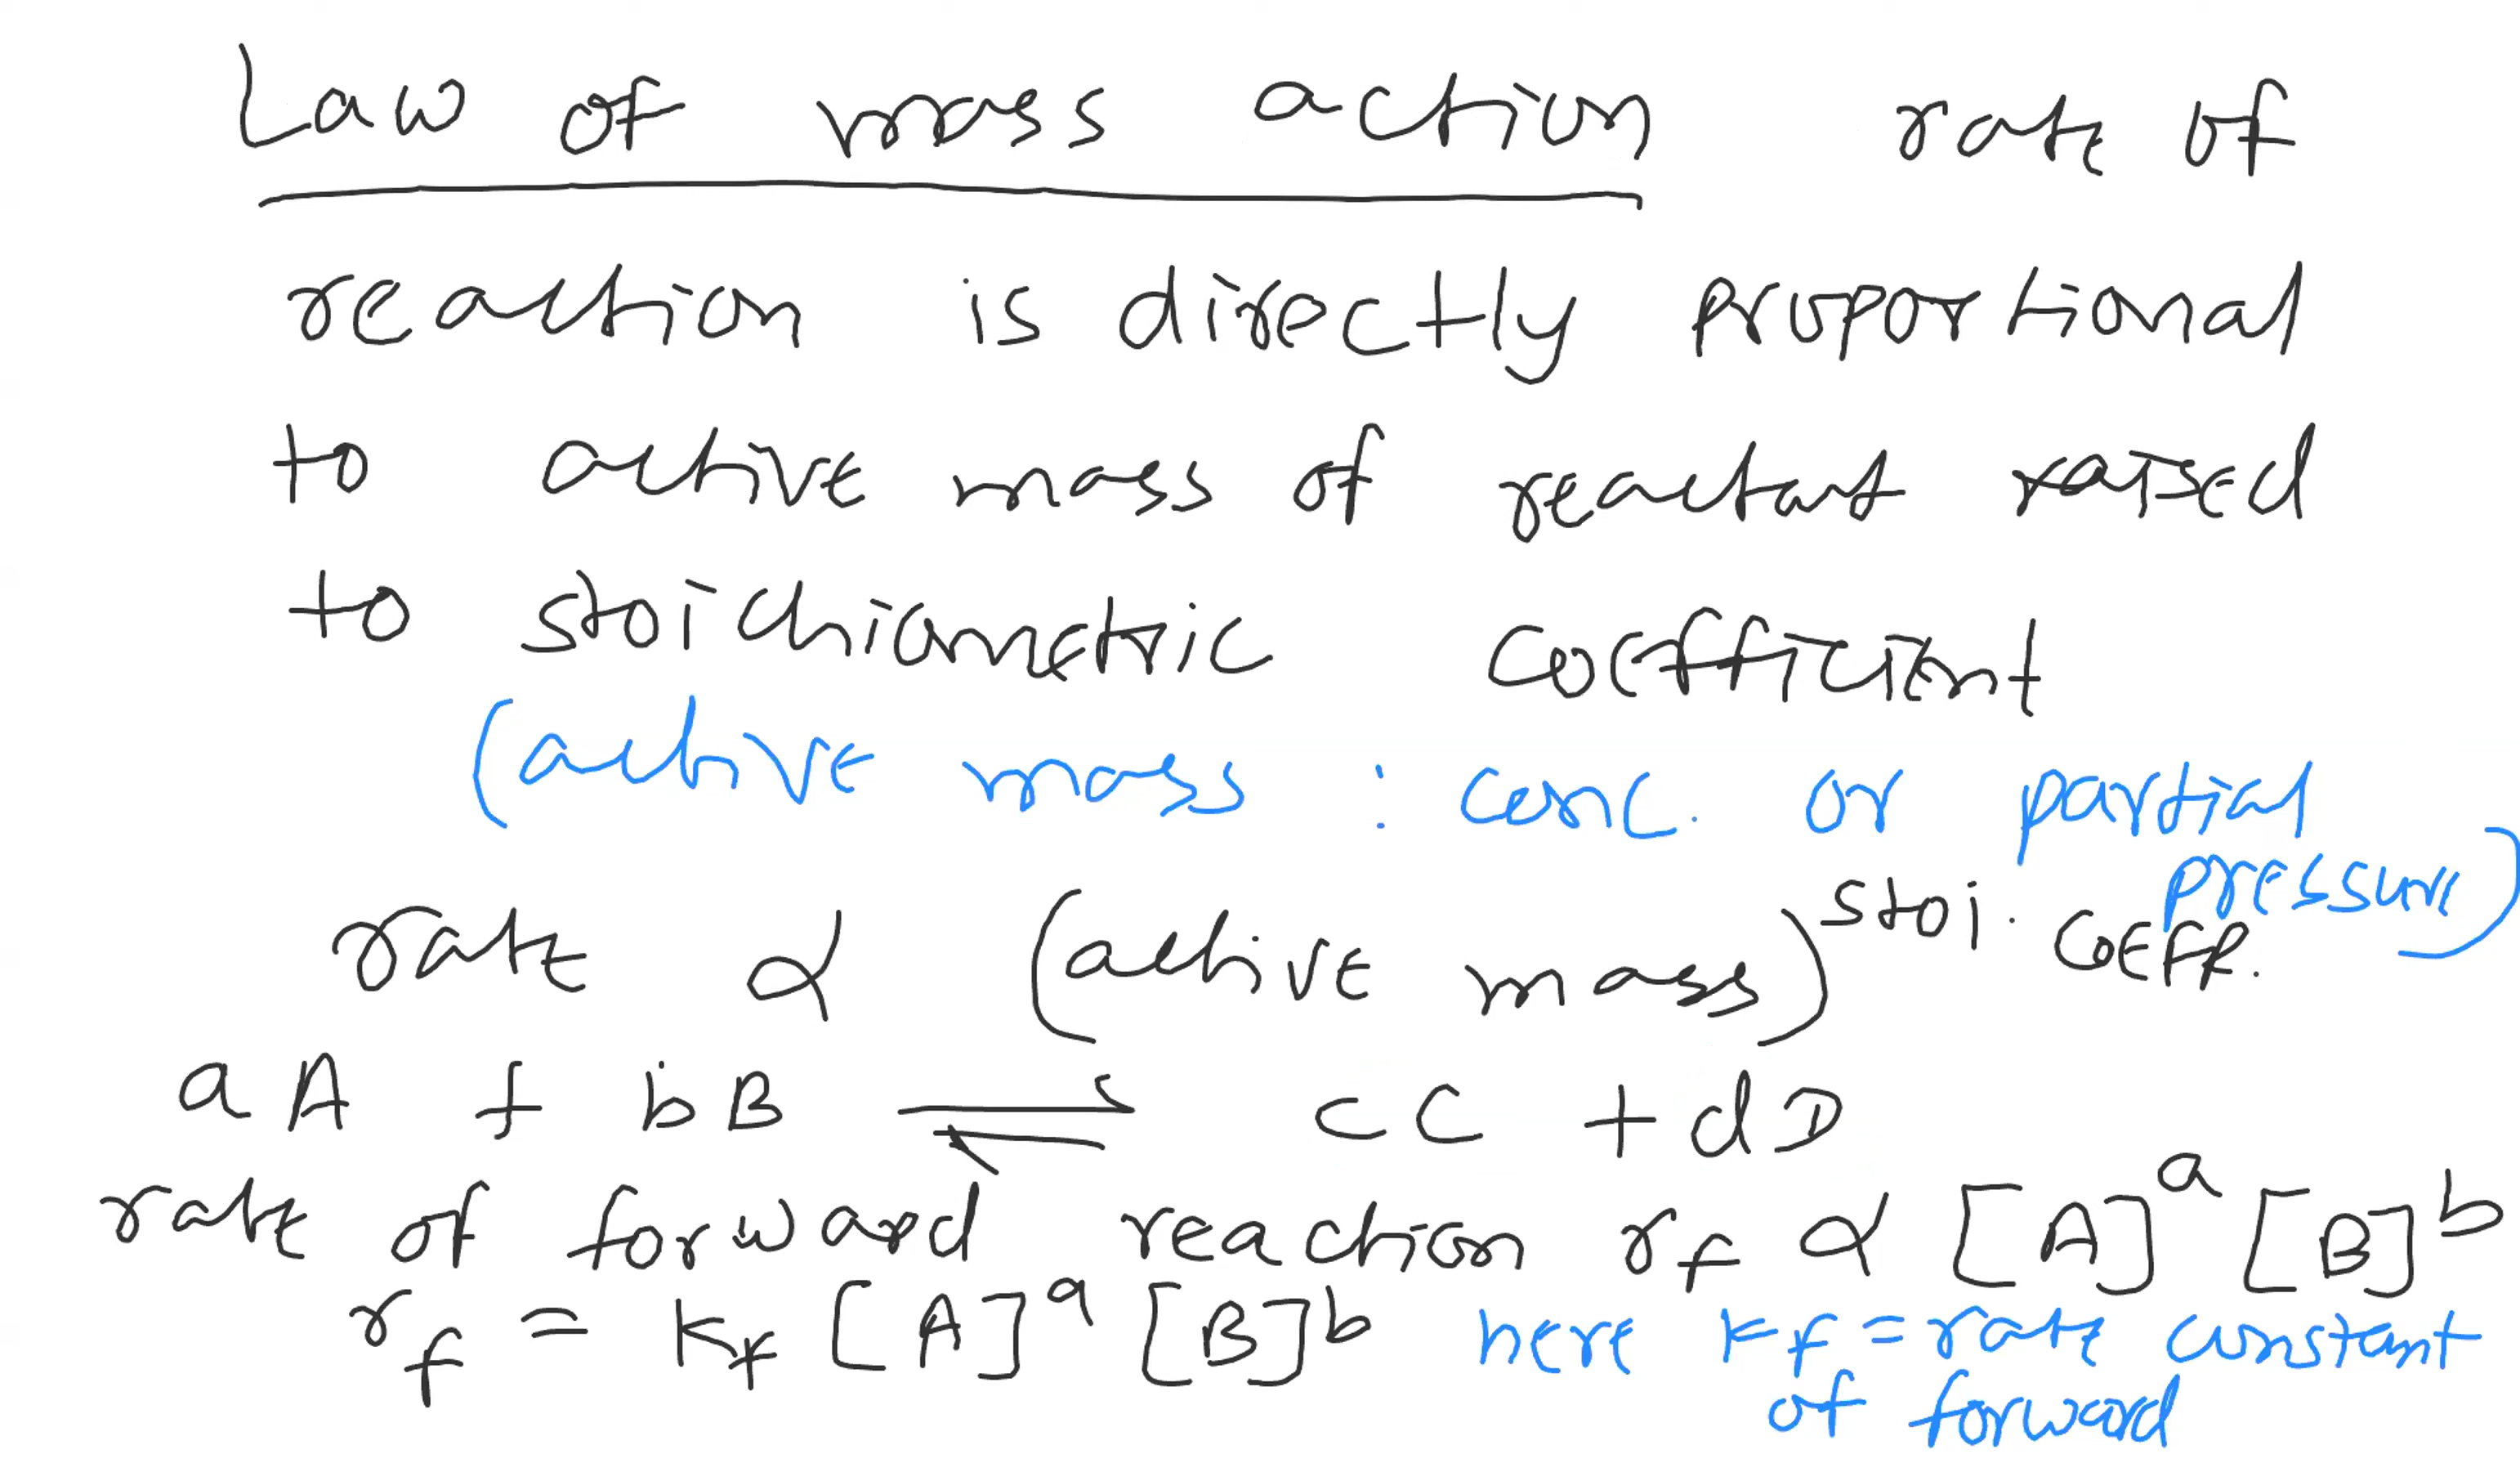 Law of mass action rate of
reaction is directly proportional
to active mass of reactant raised
to stoichiometric coefficient
(active mass : conc. or partial
pressure)
rate α (active mass)^stoi. coeff.
aA + bB ⇌ cC + dD
rate of forward reaction r_f α [A]^a [B]^b
r_f = K_f [A]^a [B]^b here K_f = rate constant
of forward